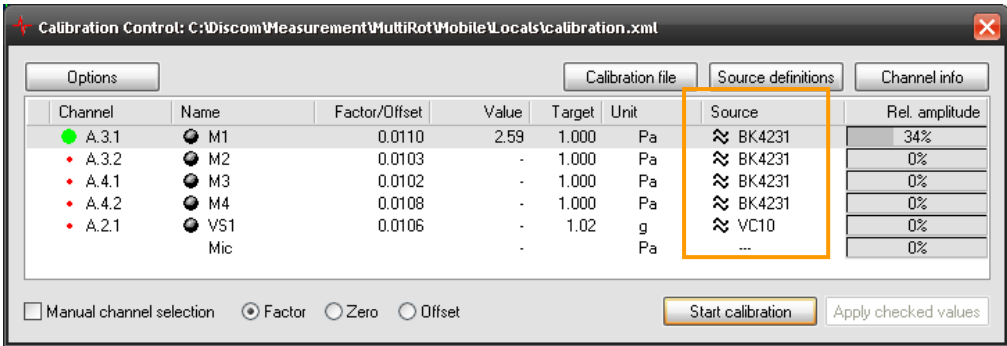 Calibration Control: C:\Discom\Measurement\MultiRot\Mobile\Locals\calibration.xml
Options Calibration file Source definitions Channel info
Channel Name Factor/Offset Value Target Unit Source Rel. amplitude
A.3.1 M1 0.0110 2.59 1.000 Pa BK4231 34%
A.3.2 M2 0.0103 - 1.000 Pa BK4231 0%
A.4.1 M3 0.0102 - 1.000 Pa BK4231 0%
A.4.2 M4 0.0108 - 1.000 Pa BK4231 0%
A.2.1 VS1 0.0106 - 1.02 g VC10 0%
Mic - Pa --- 0%
Manual channel selection Factor Zero Offset Start calibration Apply checked values